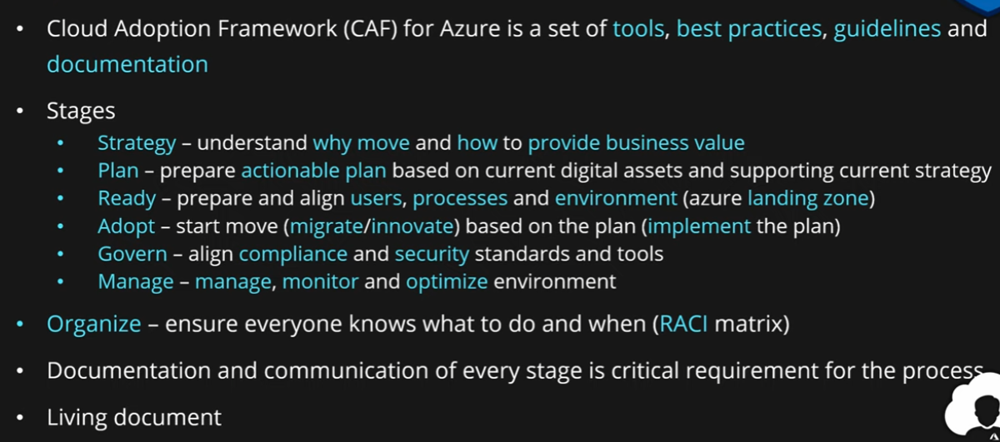 • Cloud Adoption Framework (CAF) for Azure is a set of tools, best practices, guidelines and
documentation
• Stages
• Strategy – understand why move and how to provide business value
• Plan – prepare actionable plan based on current digital assets and supporting current strategy
• Ready – prepare and align users, processes and environment (azure landing zone)
• Adopt – start move (migrate/innovate) based on the plan (implement the plan)
• Govern – align compliance and security standards and tools
• Manage – manage, monitor and optimize environment
• Organize – ensure everyone knows what to do and when (RACI matrix)
• Documentation and communication of every stage is critical requirement for the process
• Living document